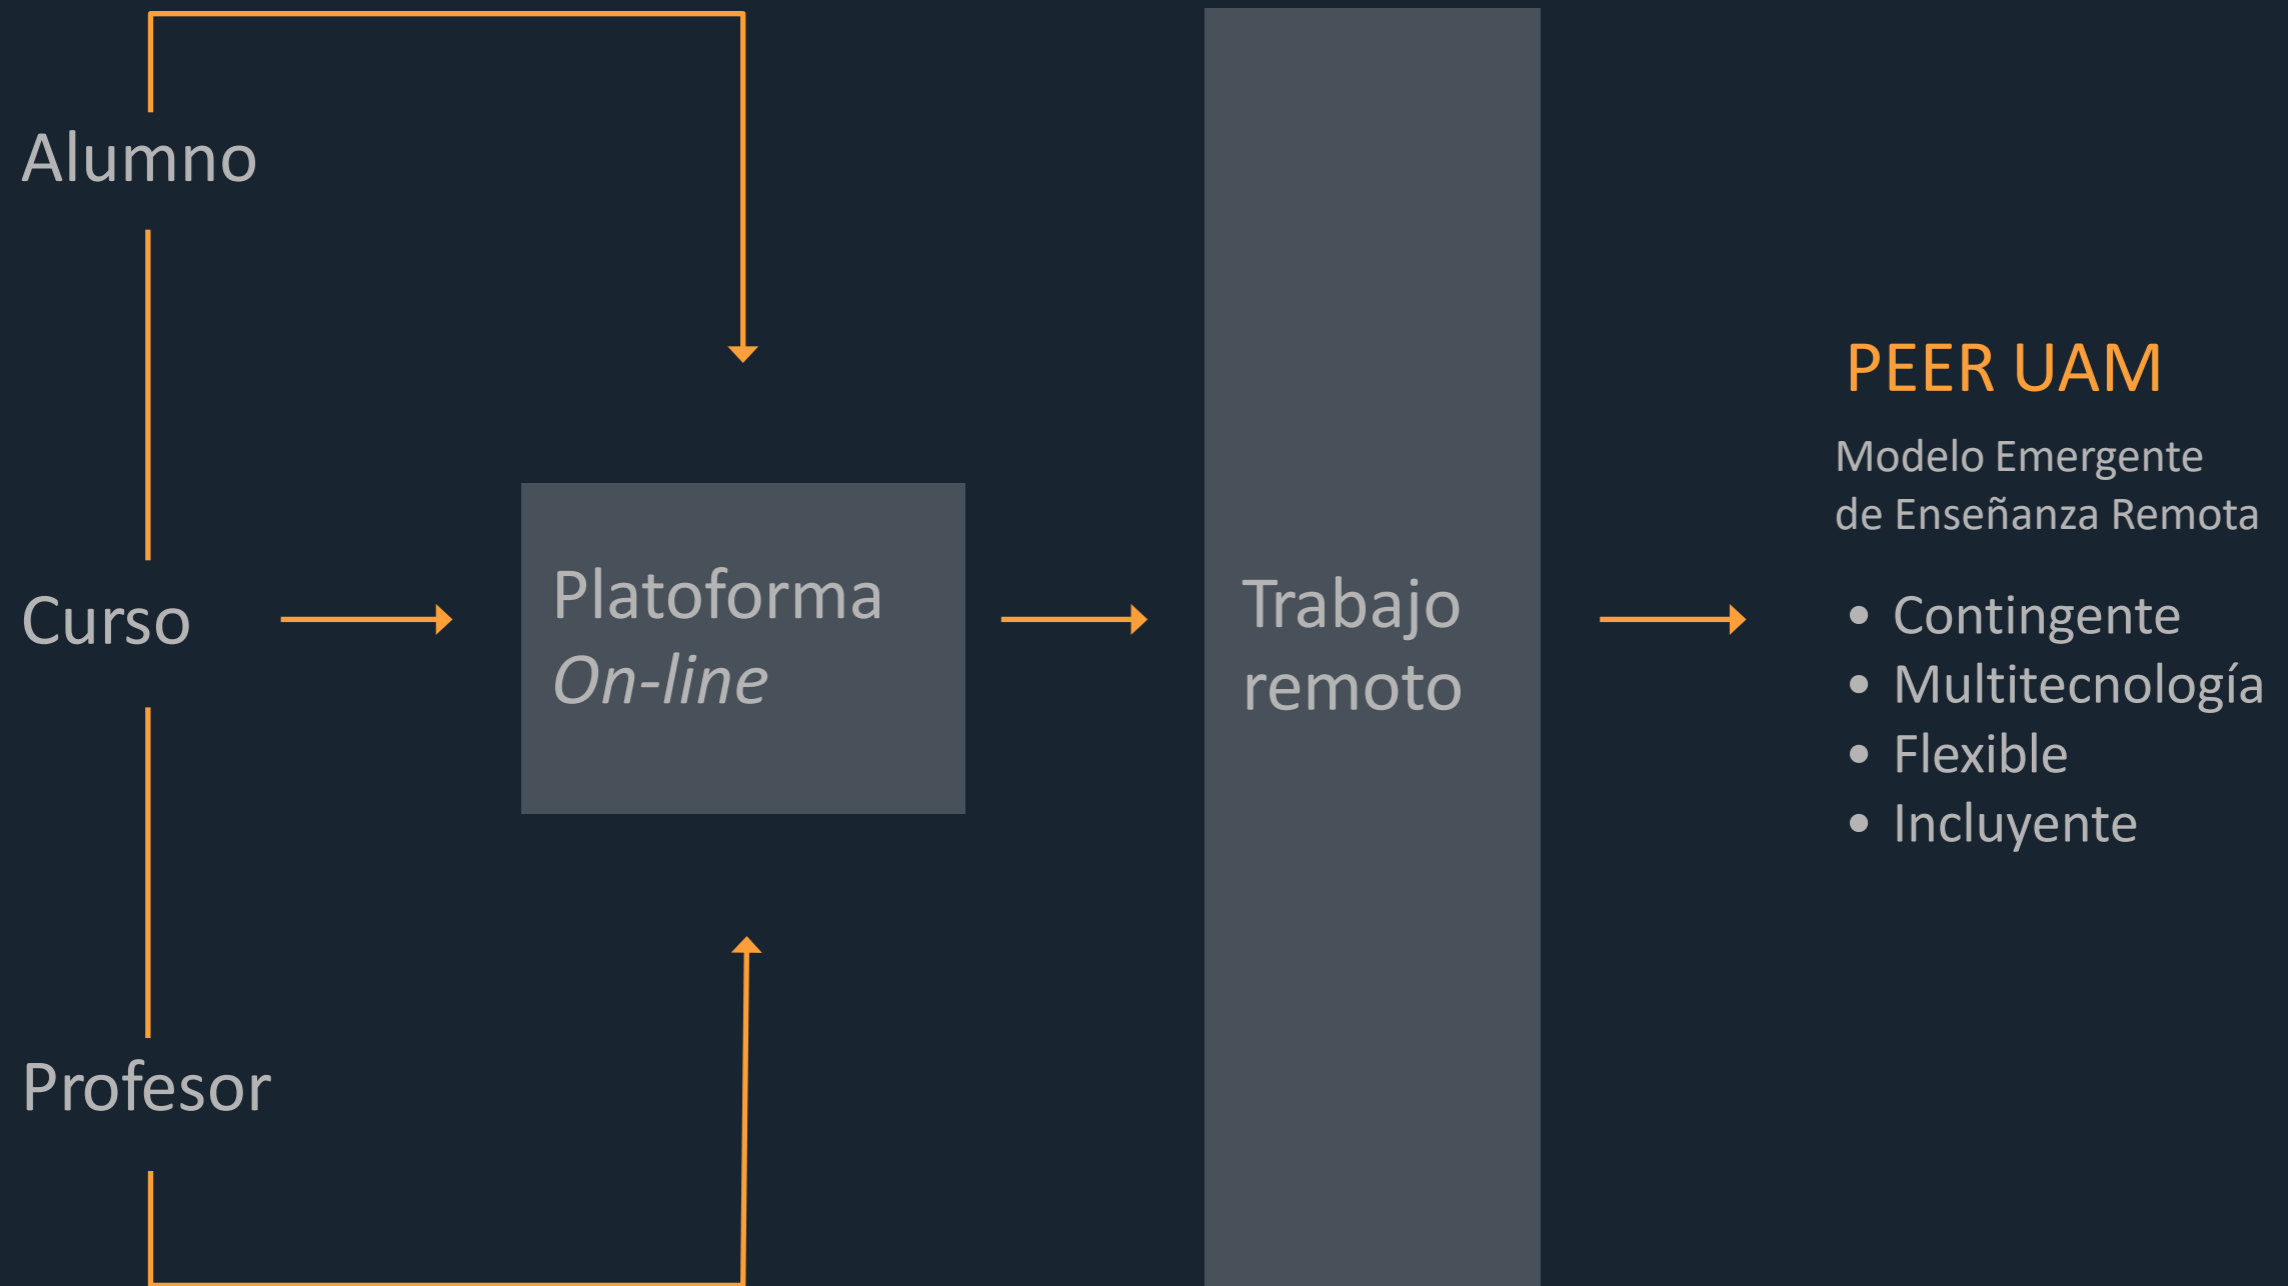 Alumno
Curso
Profesor
Platoforma
On-line
Trabajo
remoto
PEER UAM
Modelo Emergente
de Enseñanza Remota
• Contingente
• Multitecnología
• Flexible
• Incluyente